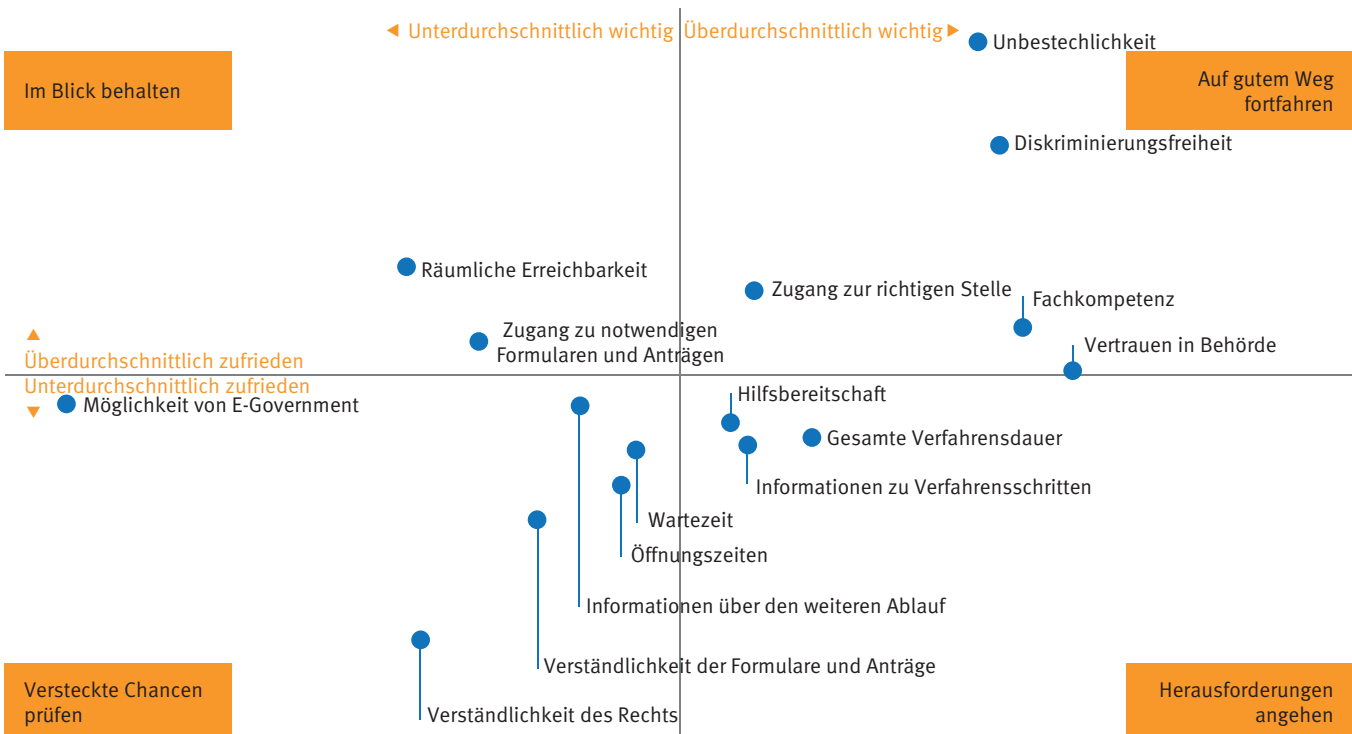 ◄ Unterdurchschnittlich wichtig
Überdurchschnittlich wichtig ►
Unbestechlichkeit
Im Blick behalten
Auf gutem Weg
fortfahren
Diskriminierungsfreiheit
Räumliche Erreichbarkeit
Zugang zur richtigen Stelle
Fachkompetenz
Zugang zu notwendigen
Formularen und Anträgen
Vertrauen in Behörde
▲
Überdurchschnittlich zufrieden
Unterdurchschnittlich zufrieden
▼
Möglichkeit von E-Government
Hilfsbereitschaft
Gesamte Verfahrensdauer
Informationen zu Verfahrensschritten
Wartezeit
Öffnungszeiten
Informationen über den weiteren Ablauf
Verständlichkeit der Formulare und Anträge
Verständlichkeit des Rechts
Versteckte Chancen
prüfen
Herausforderungen
angehen